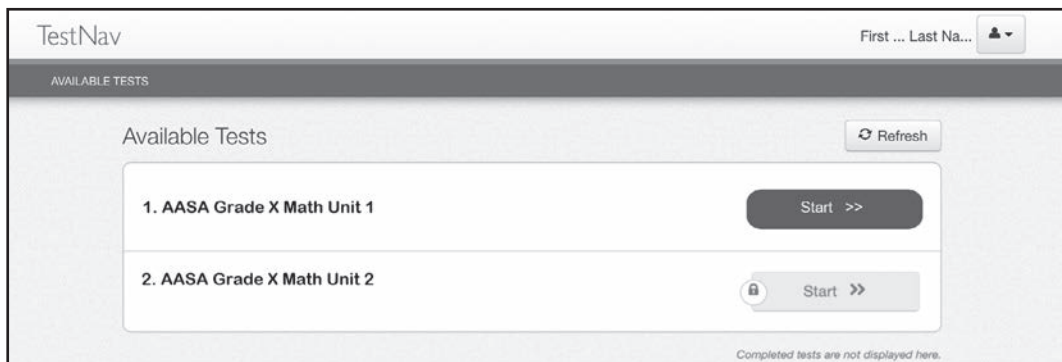 TestNav
First ... Last Na...
AVAILABLE TESTS
Available Tests
Refresh
1. AASA Grade X Math Unit 1
Start >>
2. AASA Grade X Math Unit 2
Start >>
Completed tests are not displayed here.